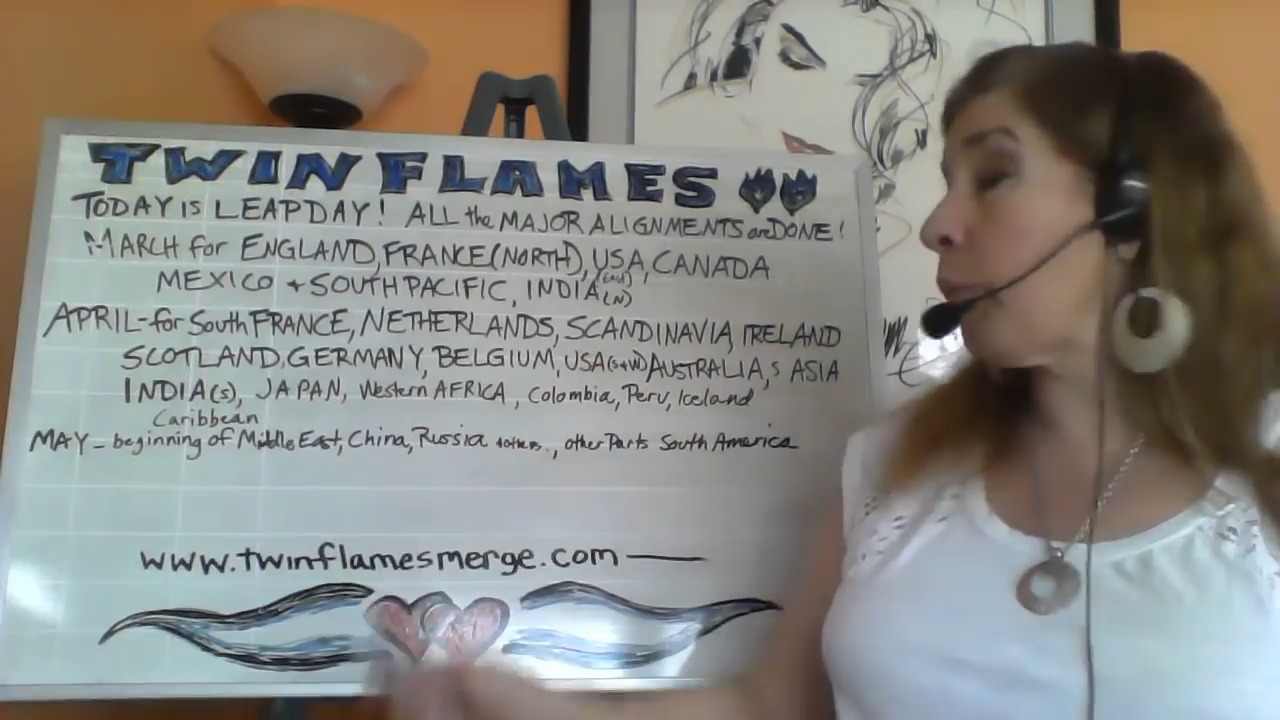 TWIN FLAMES
TODAY IS LEAPDAY! ALL the MAJOR ALIGNMENTS are DONE!
MARCH for ENGLAND, FRANCE (NORTH), USA, CANADA
MEXICO + SOUTH PACIFIC, INDIA (N)
APRIL-for South FRANCE, NETHERLANDS, SCANDINAVIA, IRELAND
SCOTLAND, GERMANY, BELGIUM, USA (S+W) AUSTRALIA, S ASIA
INDIA (S), JAPAN, Western AFRICA, Colombia, Peru, Iceland
Caribbean
MAY - beginning of Middle East, China, Russia + others.., other Parts South America
www.twinflamesmerge.com